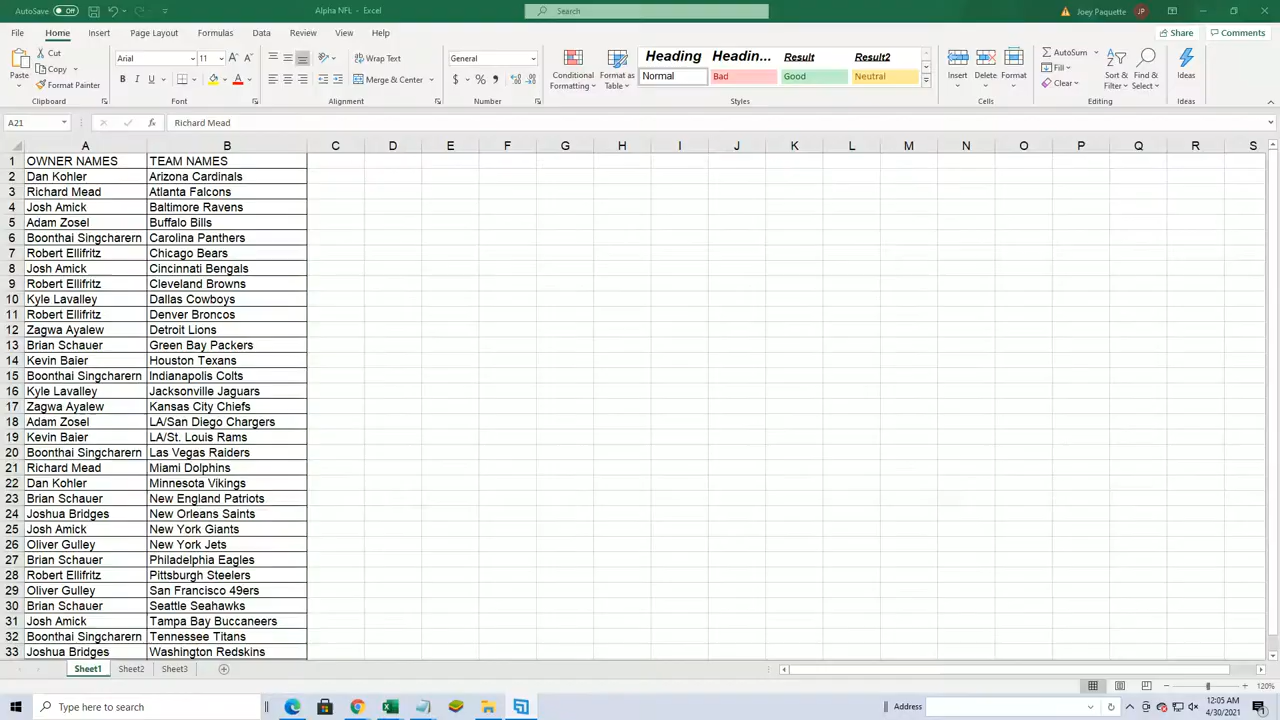 AutoSave Off Alpha NFL - Excel Search Joey Paquette JP
File Home Insert Page Layout Formulas Data Review View Help Share Comments
Paste Cut Copy Format Painter Clipboard
Arial 11 B I U A Font
Wrap Text Merge & Center Alignment
General $ % , Number
Conditional Formatting Format as Table
Heading Headin... Result Result2
Normal Bad Good Neutral
Styles
Insert Delete Format Cells
AutoSum Fill Clear Sort & Filter Find & Select Editing
Ideas Ideas
A21 fx Richard Mead
A B C D E F G H I J K L M N O P Q R S
1 OWNER NAMES TEAM NAMES
2 Dan Kohler Arizona Cardinals
3 Richard Mead Atlanta Falcons
4 Josh Amick Baltimore Ravens
5 Adam Zosel Buffalo Bills
6 Boonthai Singcharern Carolina Panthers
7 Robert Ellifritz Chicago Bears
8 Josh Amick Cincinnati Bengals
9 Robert Ellifritz Cleveland Browns
10 Kyle Lavalley Dallas Cowboys
11 Robert Ellifritz Denver Broncos
12 Zagwa Ayalew Detroit Lions
13 Brian Schauer Green Bay Packers
14 Kevin Baier Houston Texans
15 Boonthai Singcharern Indianapolis Colts
16 Kyle Lavalley Jacksonville Jaguars
17 Zagwa Ayalew Kansas City Chiefs
18 Adam Zosel LA/San Diego Chargers
19 Kevin Baier LA/St. Louis Rams
20 Boonthai Singcharern Las Vegas Raiders
21 Richard Mead Miami Dolphins
22 Dan Kohler Minnesota Vikings
23 Brian Schauer New England Patriots
24 Joshua Bridges New Orleans Saints
25 Josh Amick New York Giants
26 Oliver Gulley New York Jets
27 Brian Schauer Philadelphia Eagles
28 Robert Ellifritz Pittsburgh Steelers
29 Oliver Gulley San Francisco 49ers
30 Brian Schauer Seattle Seahawks
31 Josh Amick Tampa Bay Buccaneers
32 Boonthai Singcharern Tennessee Titans
33 Joshua Bridges Washington Redskins
Sheet1 Sheet2 Sheet3
120%
Type here to search Address 12:05 AM
4/30/2021